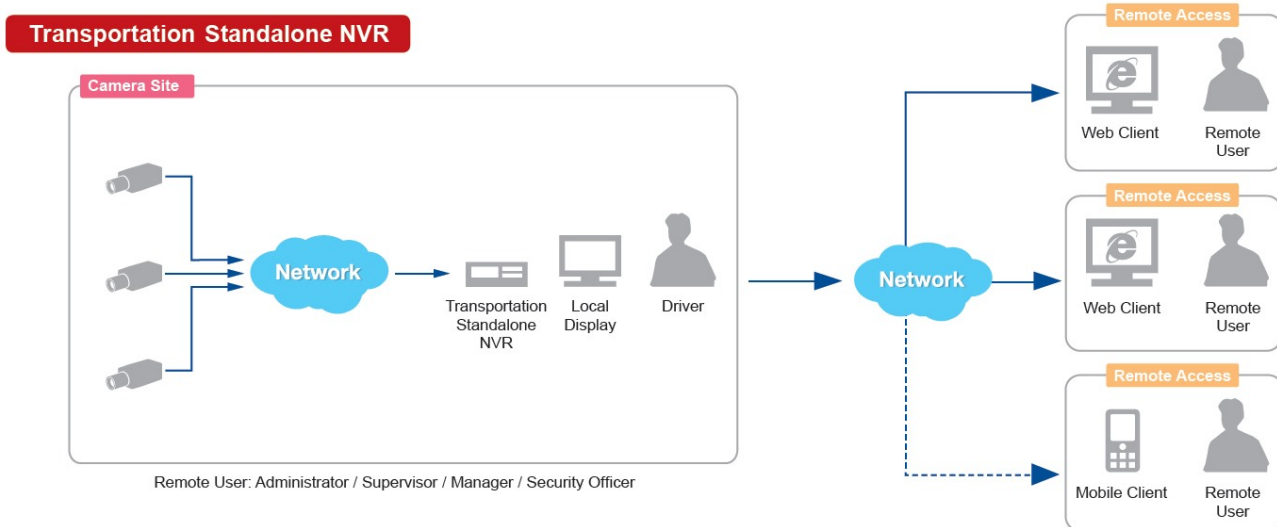 Transportation Standalone NVR
Camera Site
Network
Transportation
Standalone
NVR
Local
Display
Driver
Remote User: Administrator / Supervisor / Manager / Security Officer
Network
Remote Access
Web Client
Remote
User
Remote Access
Web Client
Remote
User
Remote Access
Mobile Client
Remote
User